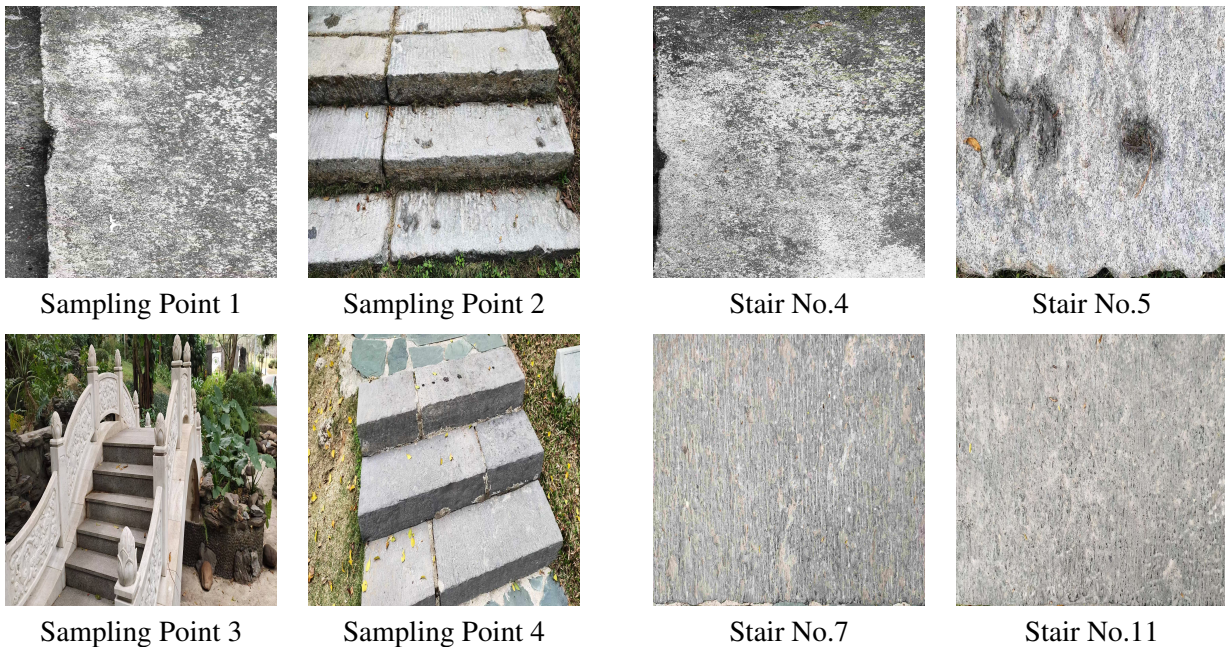 Sampling Point 1
Sampling Point 2
Stair No.4
Stair No.5
Sampling Point 3
Sampling Point 4
Stair No.7
Stair No.11